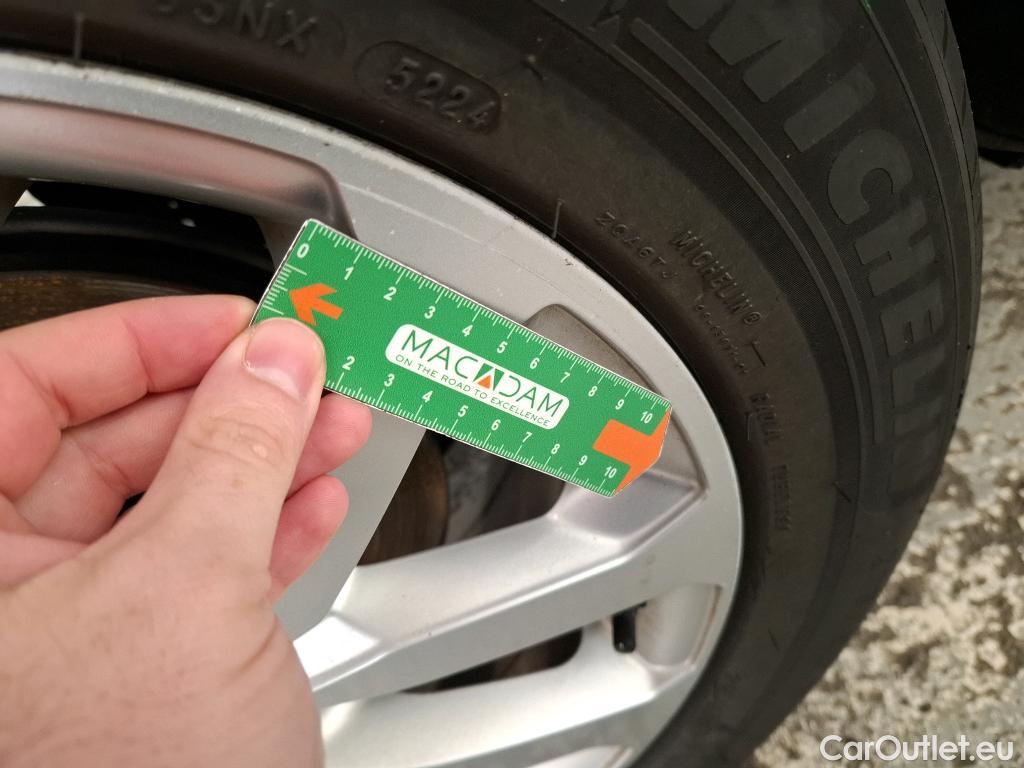 5224
MICHELIN
MICHELIN®
0 1 2 3 4 5 6 7 8 9 10
MACADAM
ON THE ROAD TO EXCELLENCE
2 3 4 5 6 7 8 9 10
CarOutlet.eu